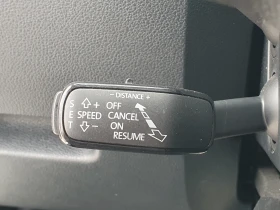 - DISTANCE +
S + OFF
E SPEED CANCEL
T - ON
RESUME